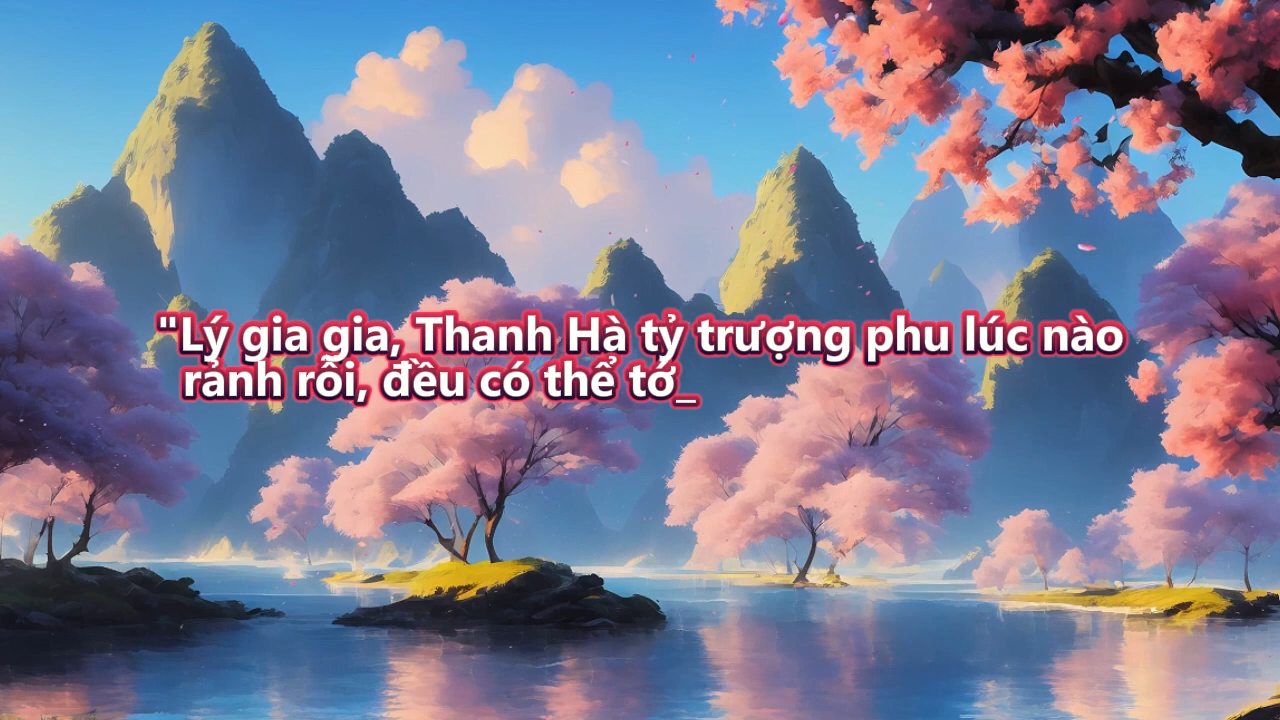 "Lý gia gia, Thanh Hà tỷ trượng phu lúc nào
rảnh rỗi, đều có thể tớ_